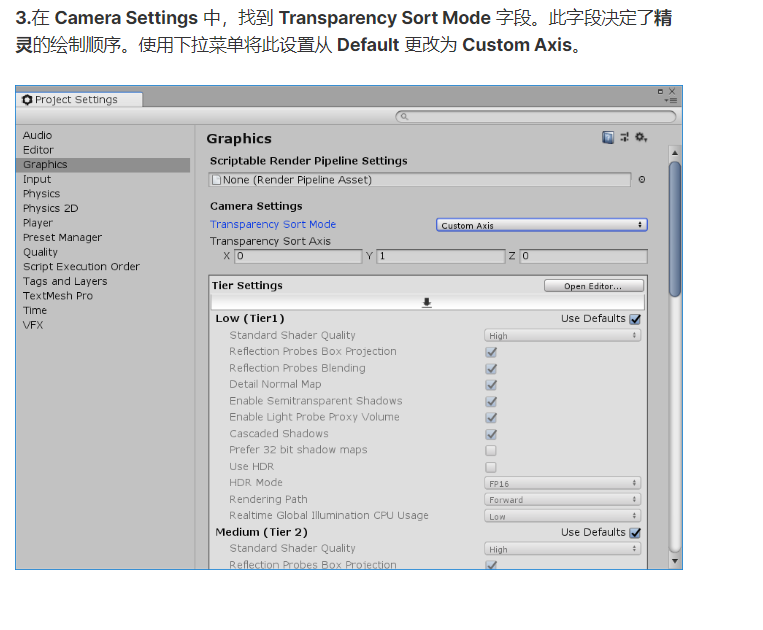 3.在 Camera Settings 中，找到 Transparency Sort Mode 字段。此字段决定了精
灵的绘制顺序。使用下拉菜单将此设置从 Default 更改为 Custom Axis。
Project Settings
Audio
Editor
Graphics
Input
Physics
Physics 2D
Player
Preset Manager
Quality
Script Execution Order
Tags and Layers
TextMesh Pro
Time
VFX
Graphics
Scriptable Render Pipeline Settings
None (Render Pipeline Asset)
Camera Settings
Transparency Sort Mode Custom Axis
Transparency Sort Axis
X 0 Y 1 Z 0
Tier Settings Open Editor...
Low (Tier1) Use Defaults
Standard Shader Quality High
Reflection Probes Box Projection
Reflection Probes Blending
Detail Normal Map
Enable Semitransparent Shadows
Enable Light Probe Proxy Volume
Cascaded Shadows
Prefer 32 bit shadow maps
Use HDR
HDR Mode FP16
Rendering Path Forward
Realtime Global Illumination CPU Usage Low
Medium (Tier 2) Use Defaults
Standard Shader Quality High
Reflection Probes Box Projection